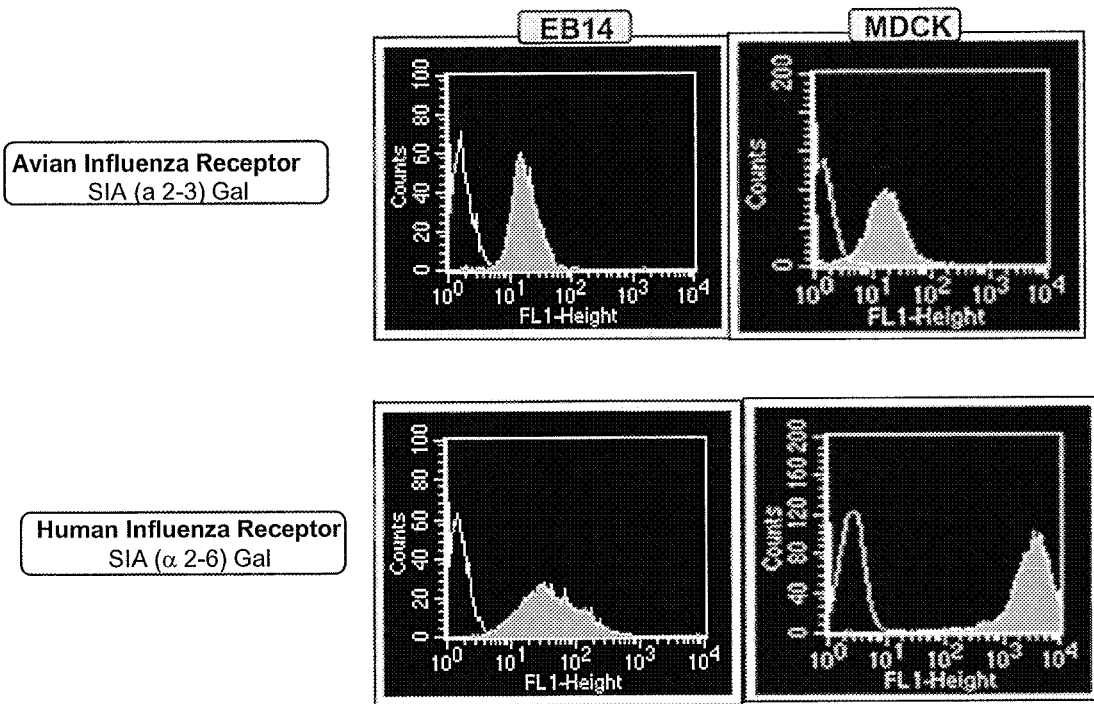 EB14
MDCK
Avian Influenza Receptor
SIA (a 2-3) Gal
Counts
100
80
60
40
20
0
10^0 10^1 10^2 10^3 10^4
FL1-Height
Counts
200
0
10^0 10^1 10^2 10^3 10^4
FL1-Height
Human Influenza Receptor
SIA (α 2-6) Gal
Counts
100
80
60
40
20
0
10^0 10^1 10^2 10^3 10^4
FL1-Height
Counts
200
160
120
80
40
0
10^0 10^1 10^2 10^3 10^4
FL1-Height